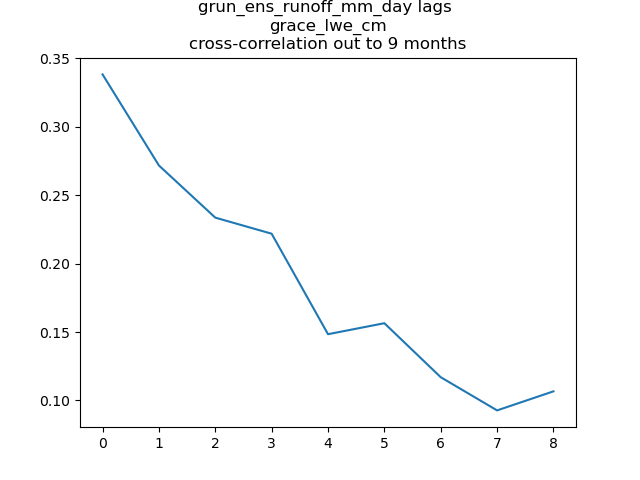 grun_ens_runoff_mm_day lags
grace_lwe_cm
cross-correlation out to 9 months
0.35
0.30
0.25
0.20
0.15
0.10
0 1 2 3 4 5 6 7 8